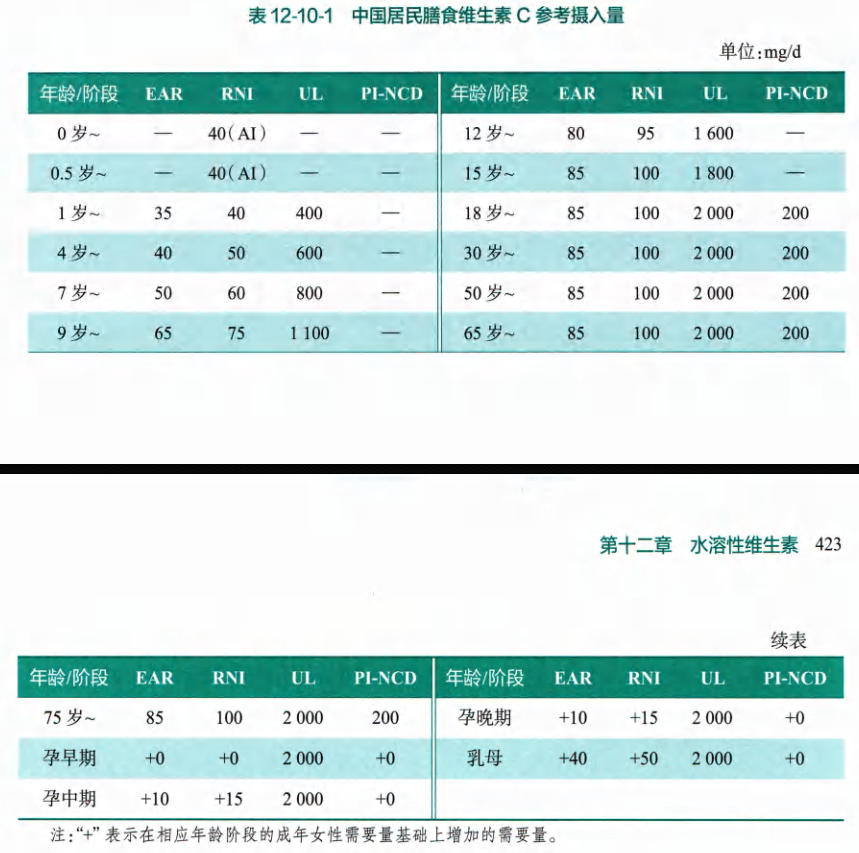 表 12-10-1 中国居民膳食维生素 C 参考摄入量
单位:mg/d
年龄/阶段 EAR RNI UL PI-NCD 年龄/阶段 EAR RNI UL PI-NCD
0 岁~ — 40(AI) — — 12 岁~ 80 95 1 600 —
0.5 岁~ — 40(AI) — — 15 岁~ 85 100 1 800 —
1 岁~ 35 40 400 — 18 岁~ 85 100 2 000 200
4 岁~ 40 50 600 — 30 岁~ 85 100 2 000 200
7 岁~ 50 60 800 — 50 岁~ 85 100 2 000 200
9 岁~ 65 75 1 100 — 65 岁~ 85 100 2 000 200
第十二章 水溶性维生素 423
续表
年龄/阶段 EAR RNI UL PI-NCD 年龄/阶段 EAR RNI UL PI-NCD
75 岁~ 85 100 2 000 200 孕晚期 +10 +15 2 000 +0
孕早期 +0 +0 2 000 +0 乳母 +40 +50 2 000 +0
孕中期 +10 +15 2 000 +0
注:“+”表示在相应年龄阶段的成年女性需要量基础上增加的需要量。